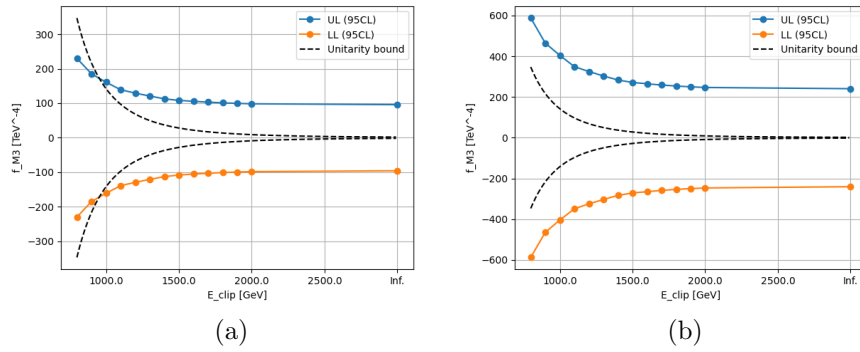 UL (95CL)
LL (95CL)
Unitarity bound
f_M3 [TeV^-4]
300
200
100
0
−100
−200
−300
1000.0 1500.0 2000.0 2500.0 Inf.
E_clip [GeV]
(a)
UL (95CL)
LL (95CL)
Unitarity bound
f_M3 [TeV^-4]
600
400
200
0
−200
−400
−600
1000.0 1500.0 2000.0 2500.0 Inf.
E_clip [GeV]
(b)